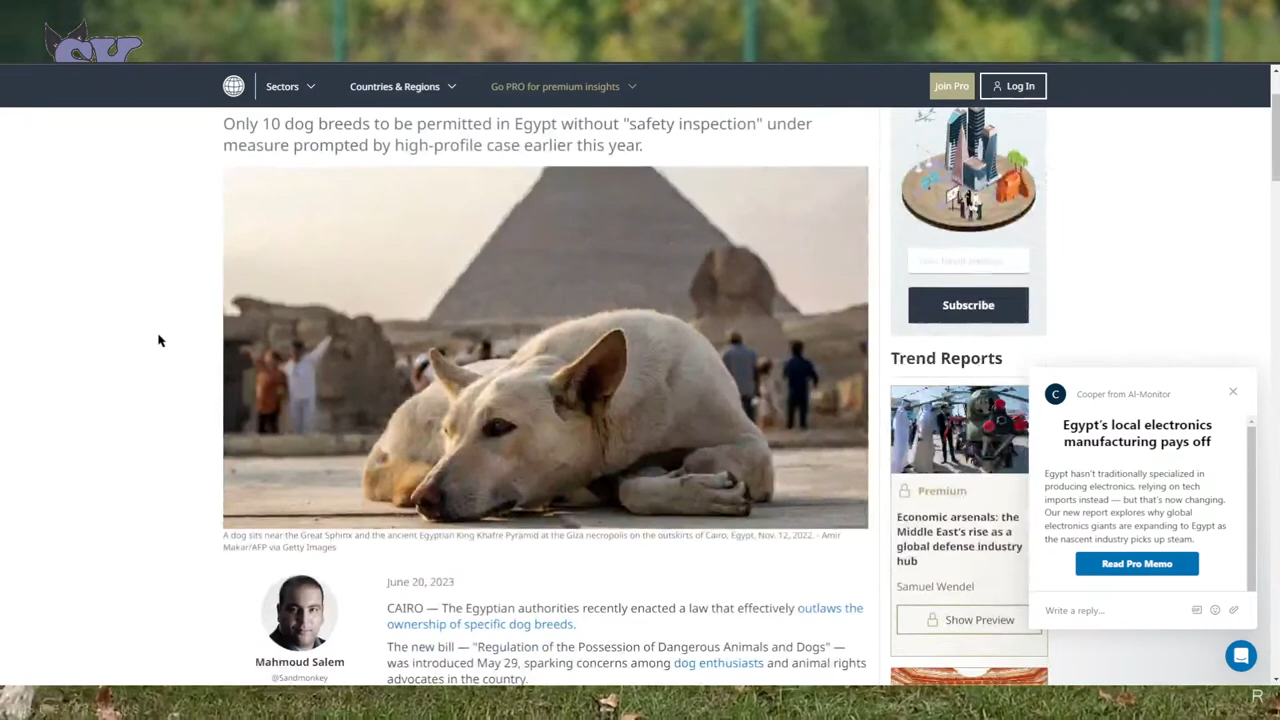 CV
Sectors
Countries & Regions
Go PRO for premium insights
Join Pro
Log In
Only 10 dog breeds to be permitted in Egypt without "safety inspection" under
measure prompted by high-profile case earlier this year.
A dog sits near the Great Sphinx and the ancient Egyptian King Khafre Pyramid at the Giza necropolis on the outskirts of Cairo, Egypt, Nov. 12, 2022. - Amir
Makar/AFP via Getty Images
June 20, 2023
CAIRO — The Egyptian authorities recently enacted a law that effectively outlaws the
ownership of specific dog breeds.
The new bill — "Regulation of the Possession of Dangerous Animals and Dogs" —
was introduced May 29, sparking concerns among dog enthusiasts and animal rights
advocates in the country.
Mahmoud Salem
@Sandmonkey
Subscribe
Trend Reports
Premium
Economic arsenals: the
Middle East's rise as a
global defense industry
hub
Samuel Wendel
Show Preview
C
Cooper from Al-Monitor
Egypt's local electronics
manufacturing pays off
Egypt hasn't traditionally specialized in
producing electronics, relying on tech
imports instead — but that's now changing.
Our new report explores why global
electronics giants are expanding to Egypt as
the nascent industry picks up steam.
Read Pro Memo
Write a reply...
GIF
R